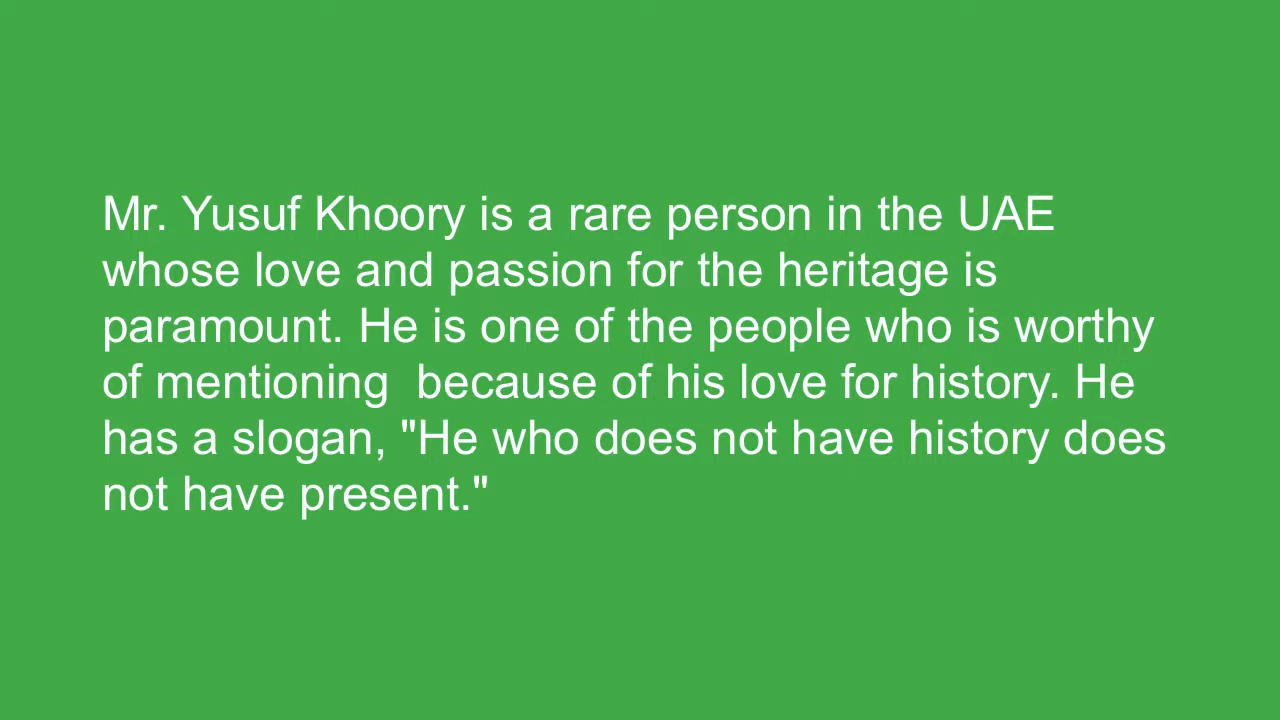 Mr. Yusuf Khoory is a rare person in the UAE
whose love and passion for the heritage is
paramount. He is one of the people who is worthy
of mentioning  because of his love for history. He
has a slogan, "He who does not have history does
not have present."